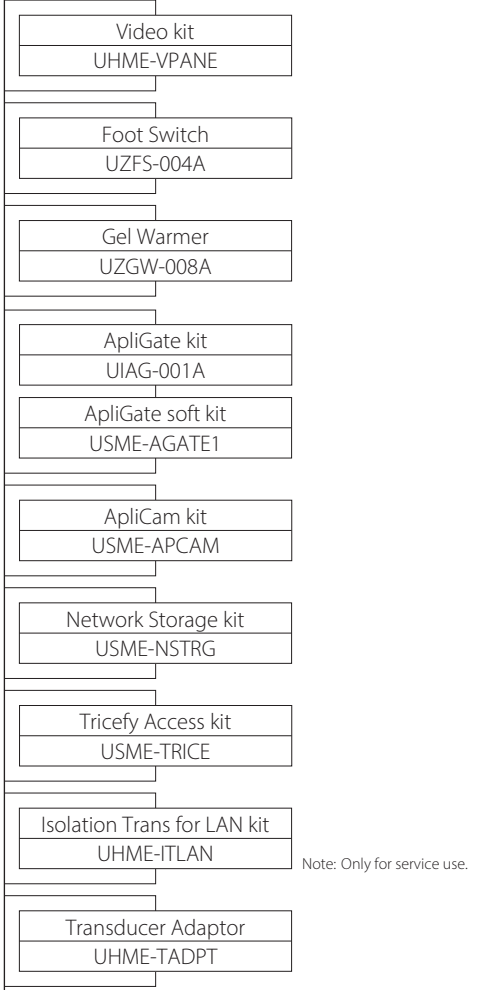 Video kit
UHME-VPANE
Foot Switch
UZFS-004A
Gel Warmer
UZGW-008A
ApliGate kit
UIAG-001A
ApliGate soft kit
USME-AGATE1
ApliCam kit
USME-APCAM
Network Storage kit
USME-NSTRG
Tricefy Access kit
USME-TRICE
Isolation Trans for LAN kit
UHME-ITLAN
Note: Only for service use.
Transducer Adaptor
UHME-TADPT